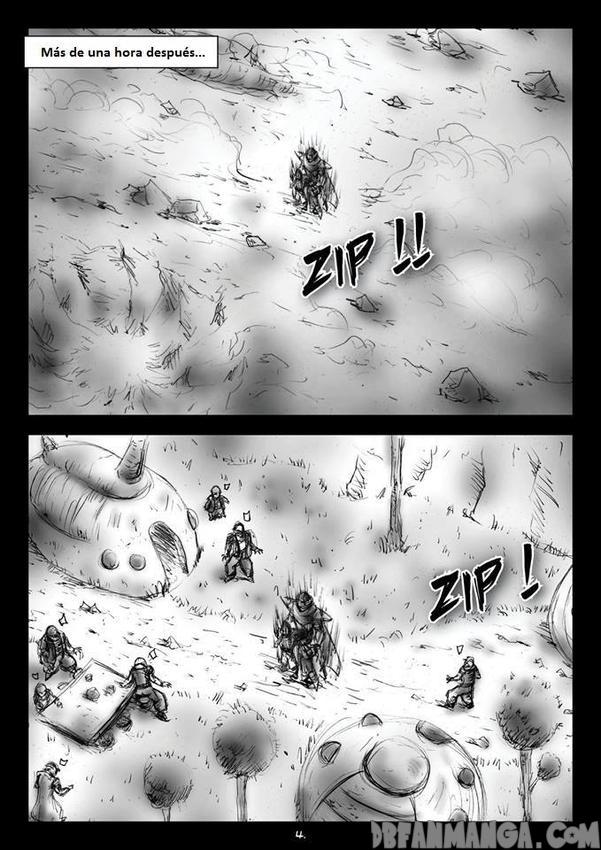 Más de una hora después...
ZIP!!
ZIP!
4.
DBFANMANGA.COM